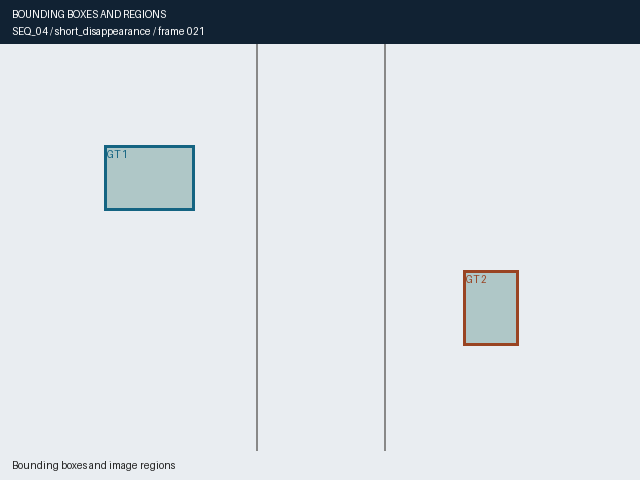 BOUNDING BOXES AND REGIONS
SEQ_04 / short_disappearance / frame 021
GT1
GT2
Bounding boxes and image regions